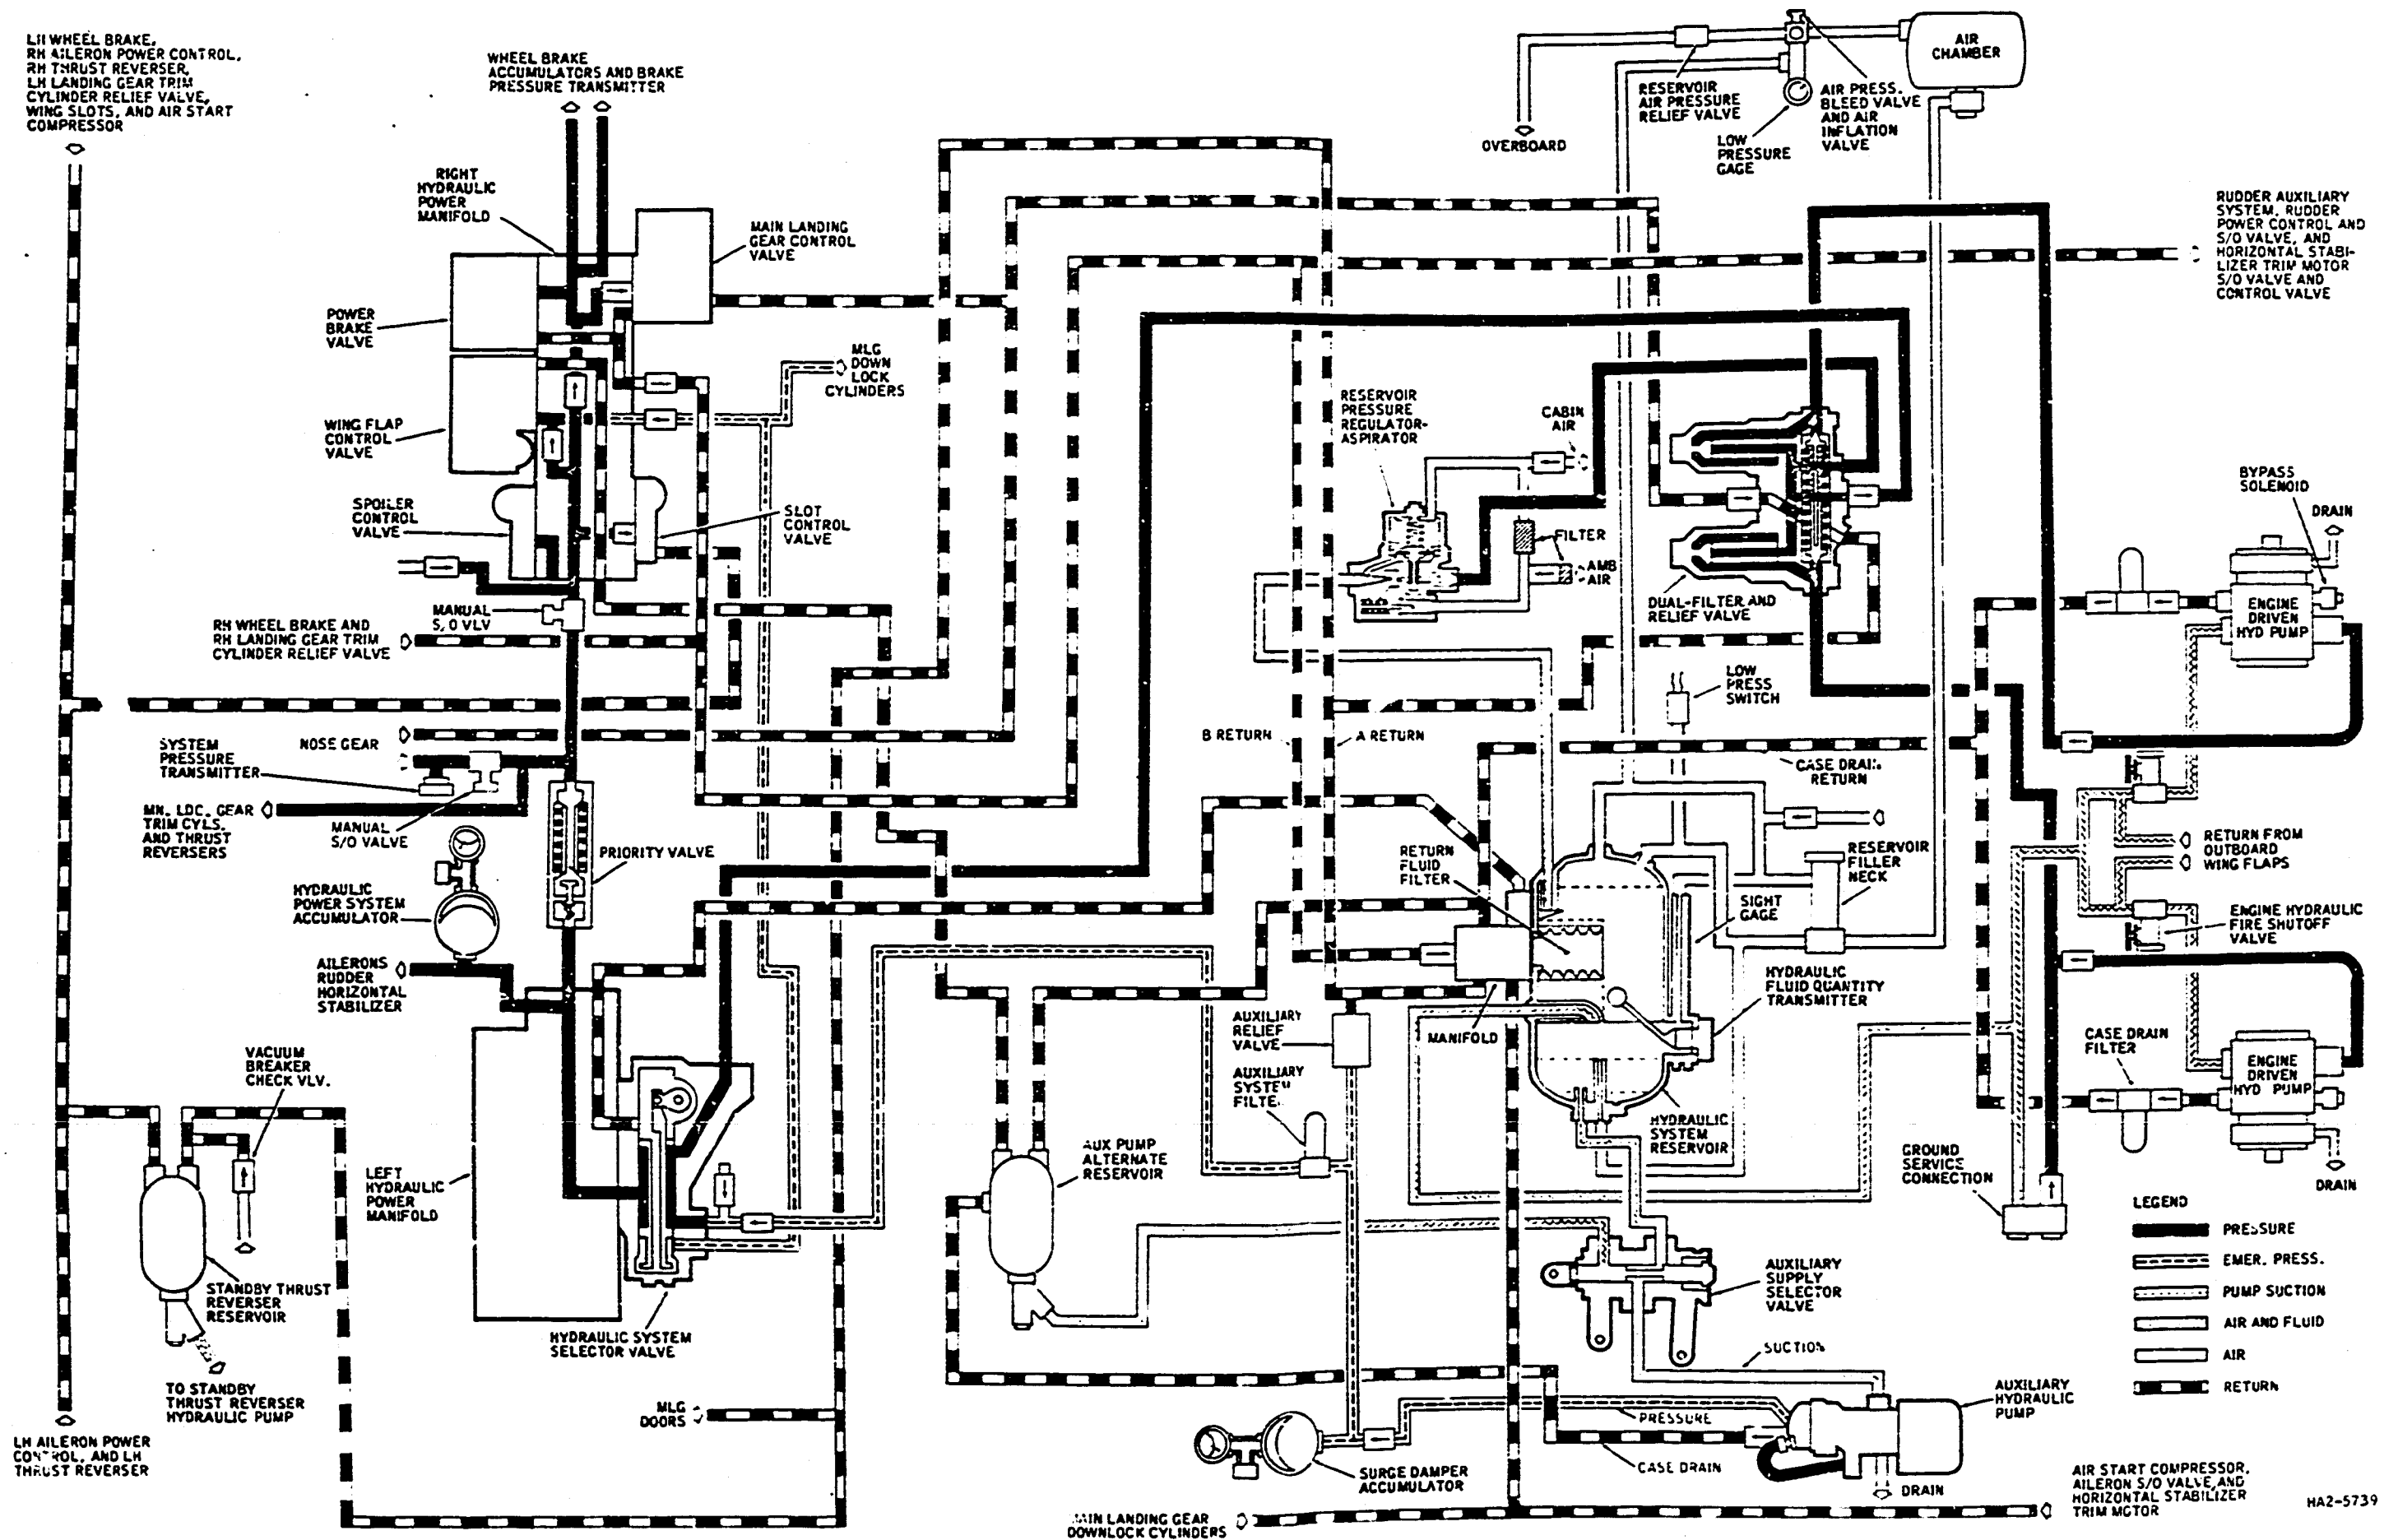 LH WHEEL BRAKE,
RH AILERON POWER CONTROL,
RH THRUST REVERSER,
LH LANDING GEAR TRIM
CYLINDER RELIEF VALVE,
WING SLOTS, AND AIR START
COMPRESSOR
WHEEL BRAKE
ACCUMULATORS AND BRAKE
PRESSURE TRANSMITTER
RIGHT
HYDRAULIC
POWER
MANIFOLD
MAIN LANDING
GEAR CONTROL
VALVE
POWER
BRAKE
VALVE
MLG
DOWN
LOCK
CYLINDERS
WING FLAP
CONTROL
VALVE
SPOILER
CONTROL
VALVE
SLOT
CONTROL
VALVE
MANUAL
S/O VLV
RH WHEEL BRAKE AND
RH LANDING GEAR TRIM
CYLINDER RELIEF VALVE
NOSE GEAR
SYSTEM
PRESSURE
TRANSMITTER
MN. LDG. GEAR
TRIM CYLS.
AND THRUST
REVERSERS
MANUAL
S/O VALVE
PRIORITY VALVE
HYDRAULIC
POWER SYSTEM
ACCUMULATOR
AILERONS
RUDDER
HORIZONTAL
STABILIZER
VACUUM
BREAKER
CHECK VLV.
LEFT
HYDRAULIC
POWER
MANIFOLD
STANDBY THRUST
REVERSER
RESERVOIR
HYDRAULIC SYSTEM
SELECTOR VALVE
TO STANDBY
THRUST REVERSER
HYDRAULIC PUMP
LH AILERON POWER
CONTROL, AND LH
THRUST REVERSER
MLG
DOORS
AIR
CHAMBER
OVERBOARD
RESERVOIR
AIR PRESSURE
RELIEF VALVE
LOW
PRESSURE
GAGE
AIR PRESS.
BLEED VALVE
AND AIR
INFLATION
VALVE
RUDDER AUXILIARY
SYSTEM, RUDDER
POWER CONTROL AND
S/O VALVE, AND
HORIZONTAL STABI-
LIZER TRIM MOTOR
S/O VALVE AND
CONTROL VALVE
RESERVOIR
PRESSURE
REGULATOR-
ASPIRATOR
CABIN
AIR
FILTER
AMB
AIR
DUAL-FILTER AND
RELIEF VALVE
BYPASS
SOLENOID
DRAIN
ENGINE
DRIVEN
HYD PUMP
LOW
PRESS
SWITCH
B RETURN
A RETURN
CASE DRAIN
RETURN
RETURN
FLUID
FILTER
RESERVOIR
FILLER
NECK
SIGHT
GAGE
RETURN FROM
OUTBOARD
WING FLAPS
ENGINE HYDRAULIC
FIRE SHUTOFF
VALVE
HYDRAULIC
FLUID QUANTITY
TRANSMITTER
AUXILIARY
RELIEF
VALVE
MANIFOLD
AUXILIARY
SYSTEM
FILTER
CASE DRAIN
FILTER
ENGINE
DRIVEN
HYD PUMP
HYDRAULIC
SYSTEM
RESERVOIR
AUX PUMP
ALTERNATE
RESERVOIR
GROUND
SERVICE
CONNECTION
DRAIN
LEGEND
PRESSURE
EMER. PRESS.
PUMP SUCTION
AIR AND FLUID
AIR
RETURN
AUXILIARY
SUPPLY
SELECTOR
VALVE
SUCTION
AUXILIARY
HYDRAULIC
PUMP
PRESSURE
CASE DRAIN
SURGE DAMPER
ACCUMULATOR
DRAIN
MAIN LANDING GEAR
DOWNLOCK CYLINDERS
AIR START COMPRESSOR,
AILERON S/O VALVE, AND
HORIZONTAL STABILIZER
TRIM MOTOR
HA2-5739